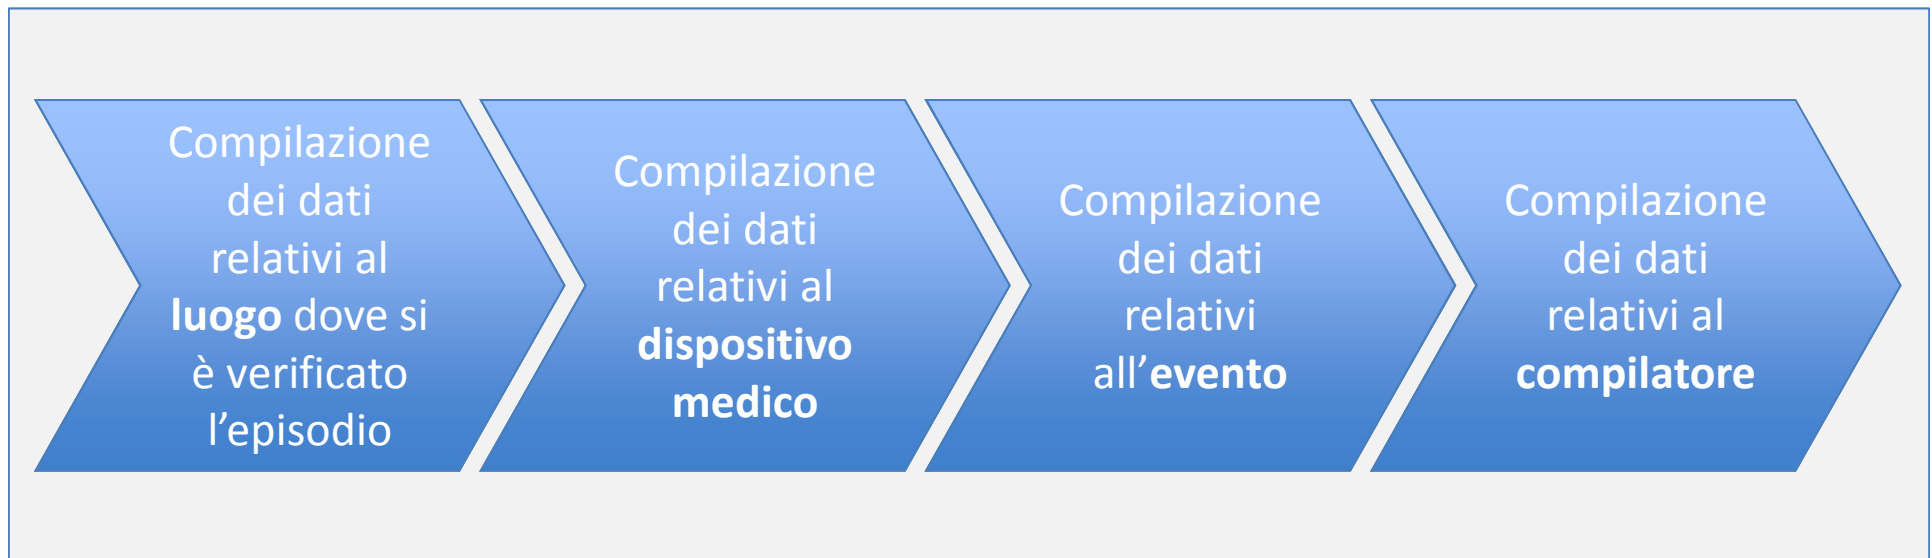 Compilazione
dei dati
relativi al
luogo dove si
è verificato
l’episodio
Compilazione
dei dati
relativi al
dispositivo
medico
Compilazione
dei dati
relativi
all’evento
Compilazione
dei dati
relativi al
compilatore